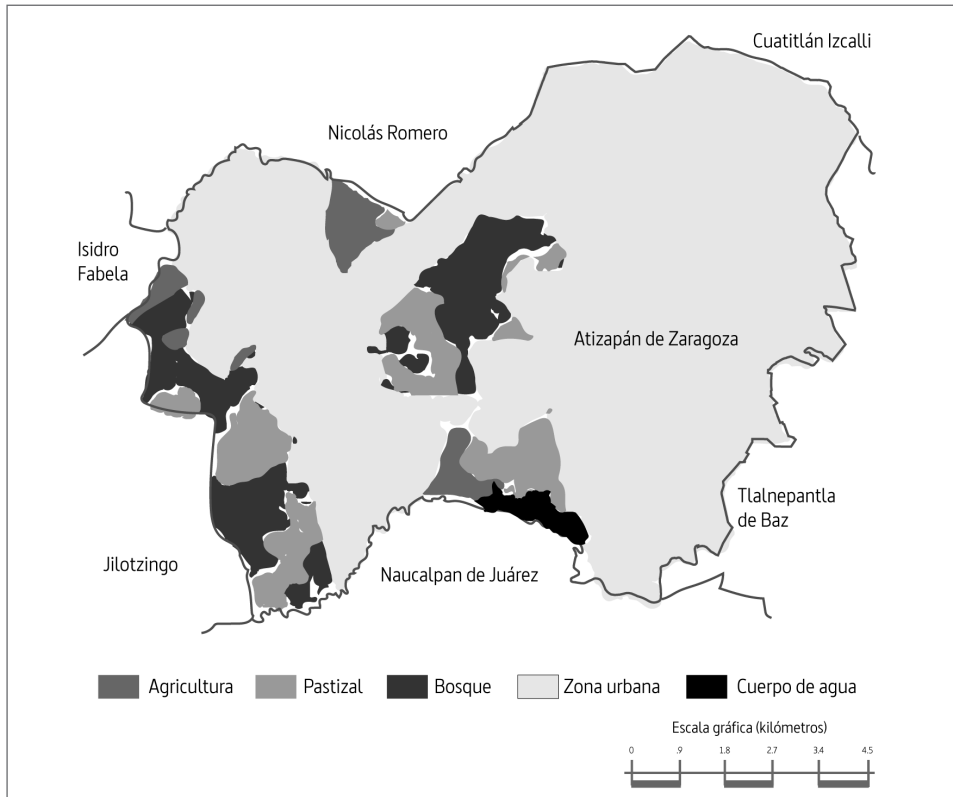 Cuatitlán Izcalli
Nicolás Romero
Isidro
Fabela
Atizapán de Zaragoza
Tlalnepantla
de Baz
Jilotzingo
Naucalpan de Juárez
Agricultura
Pastizal
Bosque
Zona urbana
Cuerpo de agua
Escala gráfica (kilómetros)
0 .9 1.8 2.7 3.4 4.5